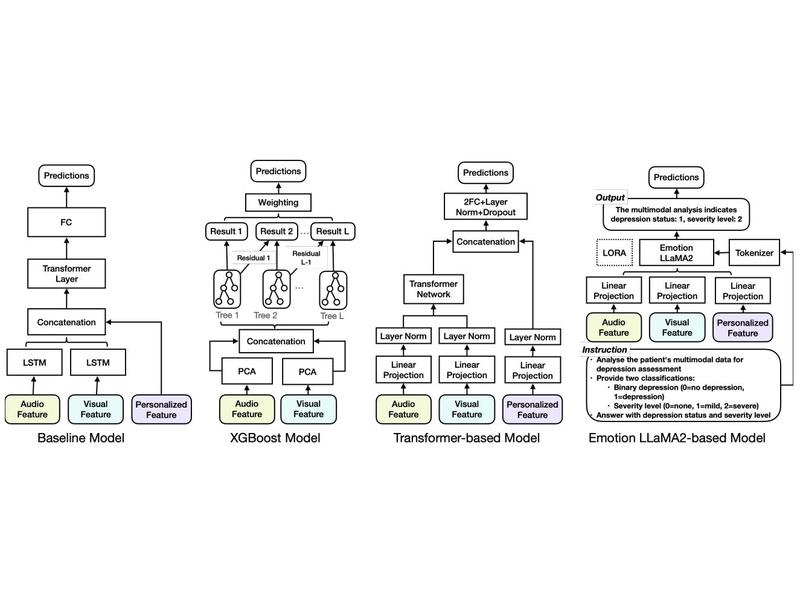 Predictions
FC
Transformer
Layer
Concatenation
LSTM
LSTM
Audio
Feature
Visual
Feature
Personalized
Feature
Baseline Model
Predictions
Weighting
Result 1
Result 2
...
Result L
Residual 1
Residual
L-1
...
Tree 1
Tree 2
Tree L
Concatenation
PCA
PCA
Audio
Feature
Visual
Feature
XGBoost Model
Predictions
2FC+Layer
Norm+Dropout
Concatenation
Transformer
Network
Layer Norm
Layer Norm
Layer Norm
Linear
Projection
Linear
Projection
Linear
Projection
Audio
Feature
Visual
Feature
Personalized
Feature
Transformer-based Model
Predictions
Output
The multimodal analysis indicates
depression status: 1, severity level: 2
LORA
Emotion
LLaMA2
Tokenizer
Linear
Projection
Linear
Projection
Linear
Projection
Audio
Feature
Visual
Feature
Personalized
Feature
Instruction
• Analyse the patient's multimodal data for
depression assessment
• Provide two classifications:
• Binary depression (0=no depression,
1=depression)
• Severity level (0=none, 1=mild, 2=severe)
• Answer with depression status and severity level
Emotion LLaMA2-based Model